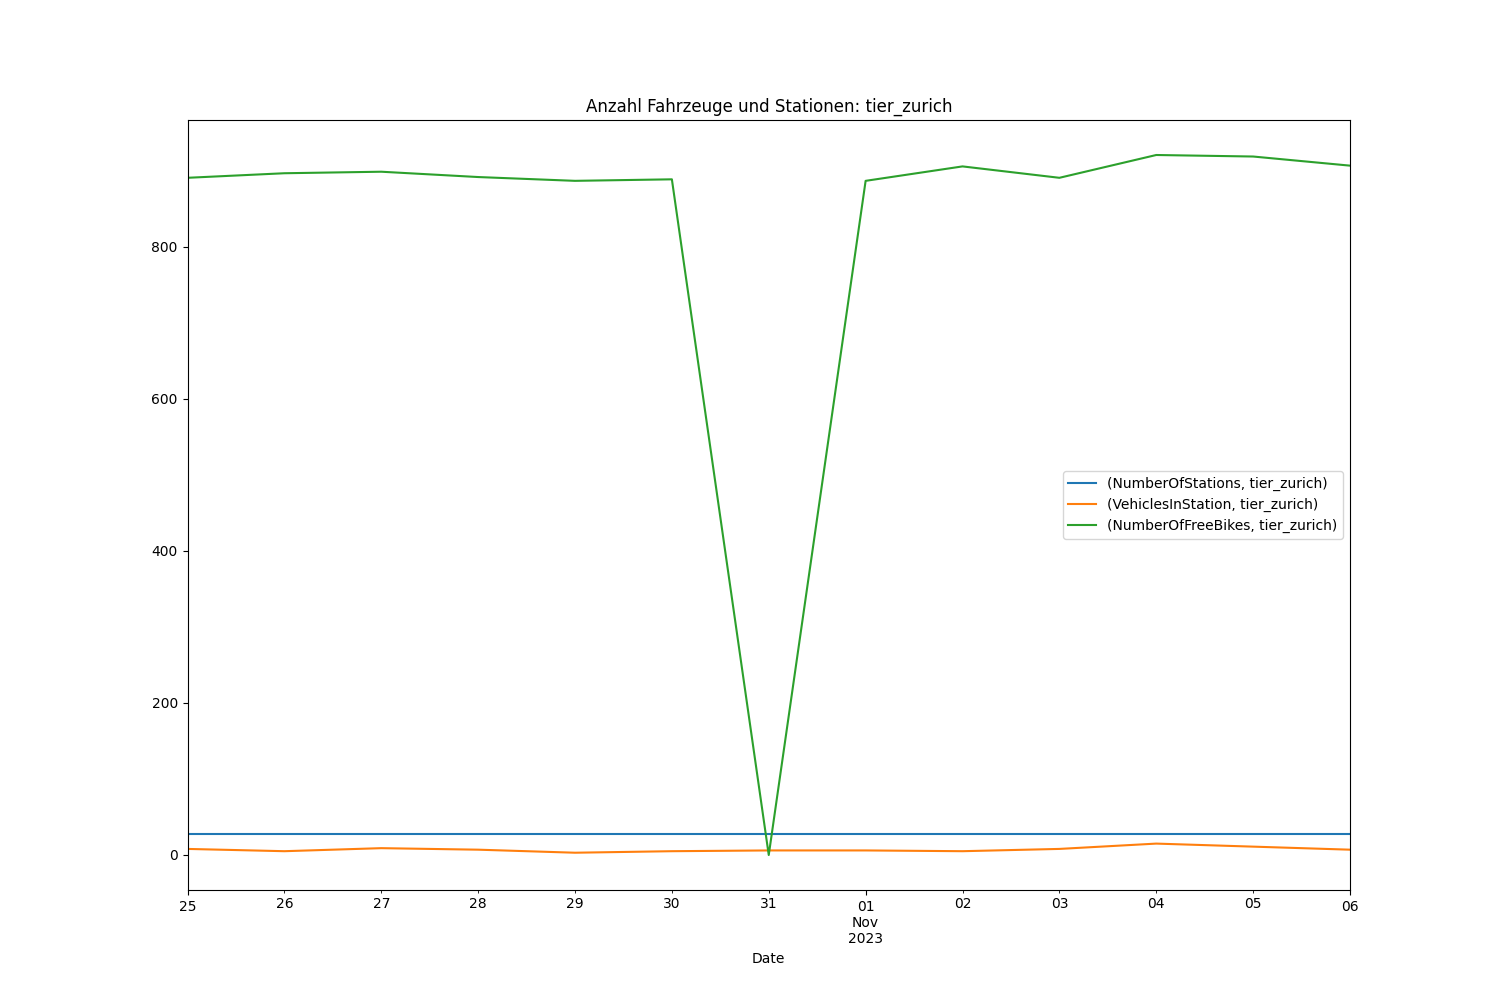 Anzahl Fahrzeuge und Stationen: tier_zurich
800
600
400
200
0
(NumberOfStations, tier_zurich)
(VehiclesInStation, tier_zurich)
(NumberOfFreeBikes, tier_zurich)
25 26 27 28 29 30 31 01 02 03 04 05 06
Nov
2023
Date